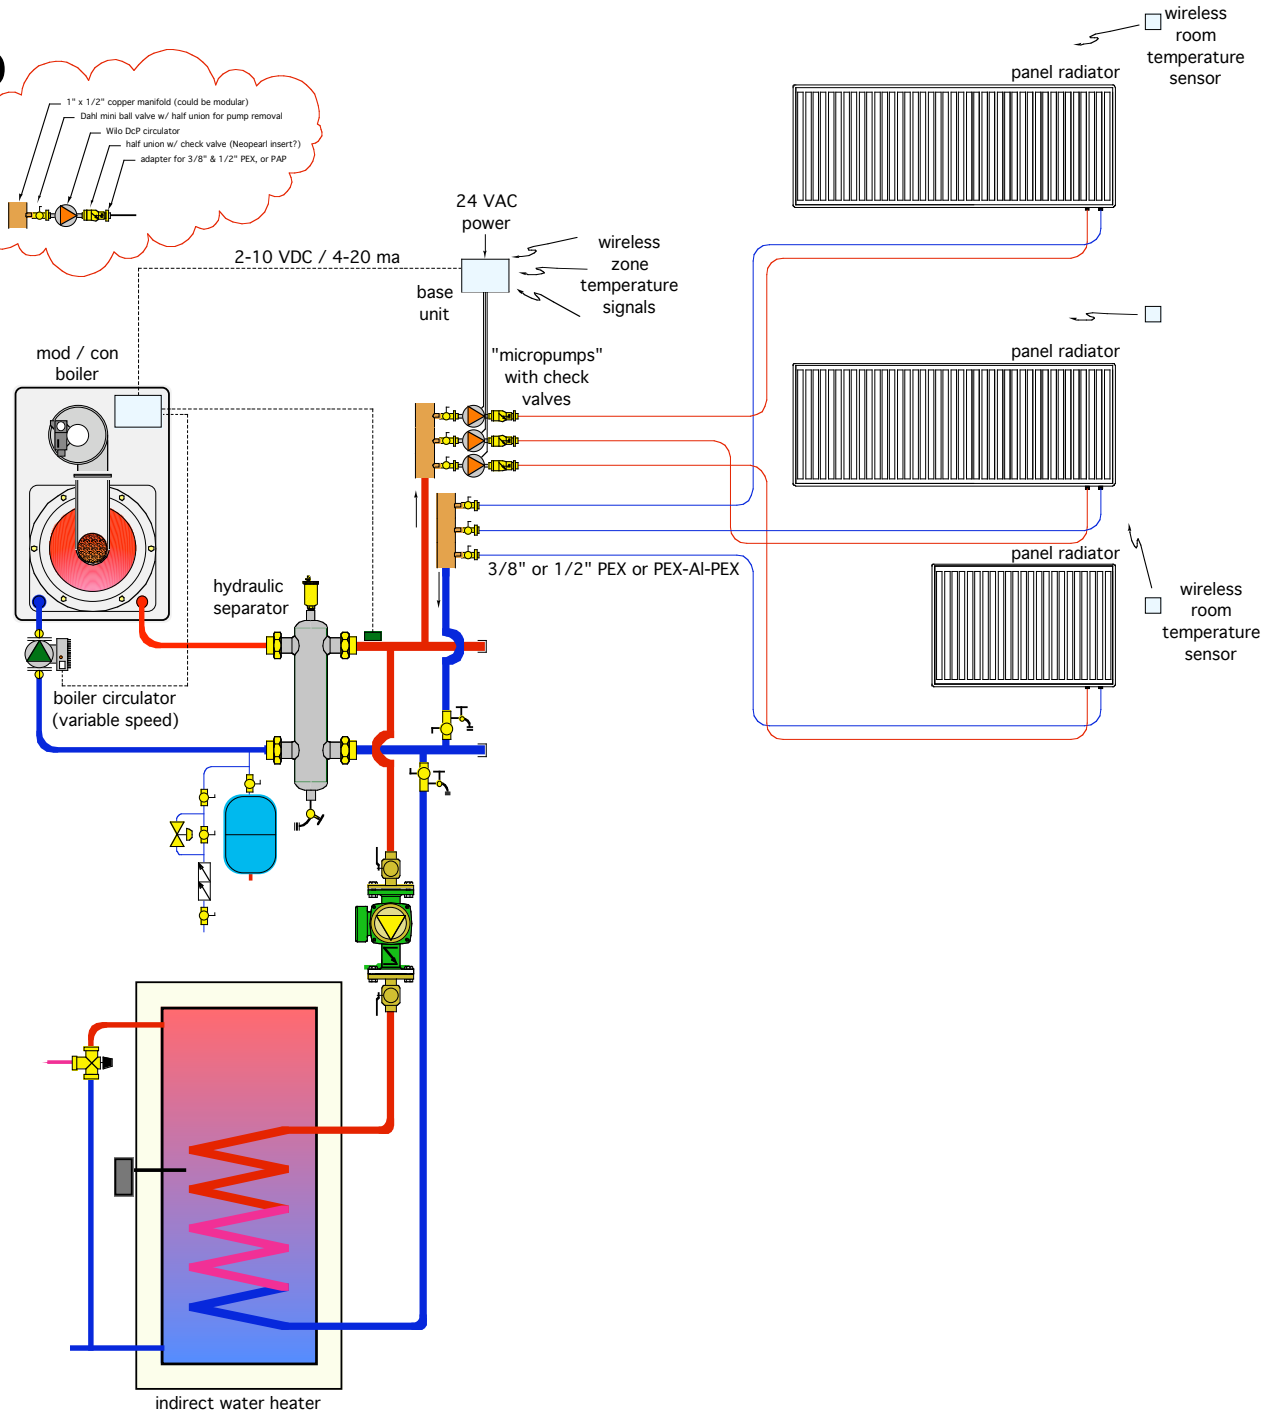 wireless
room
temperature
sensor
panel radiator
1" x 1/2" copper manifold (could be modular)
Dahl mini ball valve w/ half union for pump removal
Wilo DcP circulator
half union w/ check valve (Neopearl insert?)
adapter for 3/8" & 1/2" PEX, or PAP
24 VAC
power
2-10 VDC / 4-20 ma
wireless
zone
temperature
signals
base
unit
mod / con
boiler
"micropumps"
with check
valves
panel radiator
panel radiator
3/8" or 1/2" PEX or PEX-Al-PEX
hydraulic
separator
wireless
room
temperature
sensor
boiler circulator
(variable speed)
indirect water heater